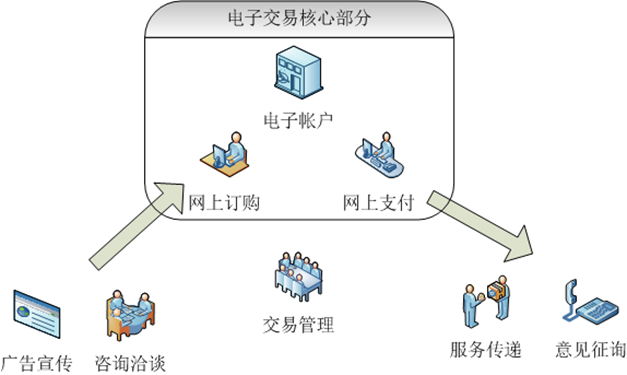 电子交易核心部分
电子帐户
网上订购
网上支付
交易管理
广告宣传
咨询洽谈
服务传递
意见征询